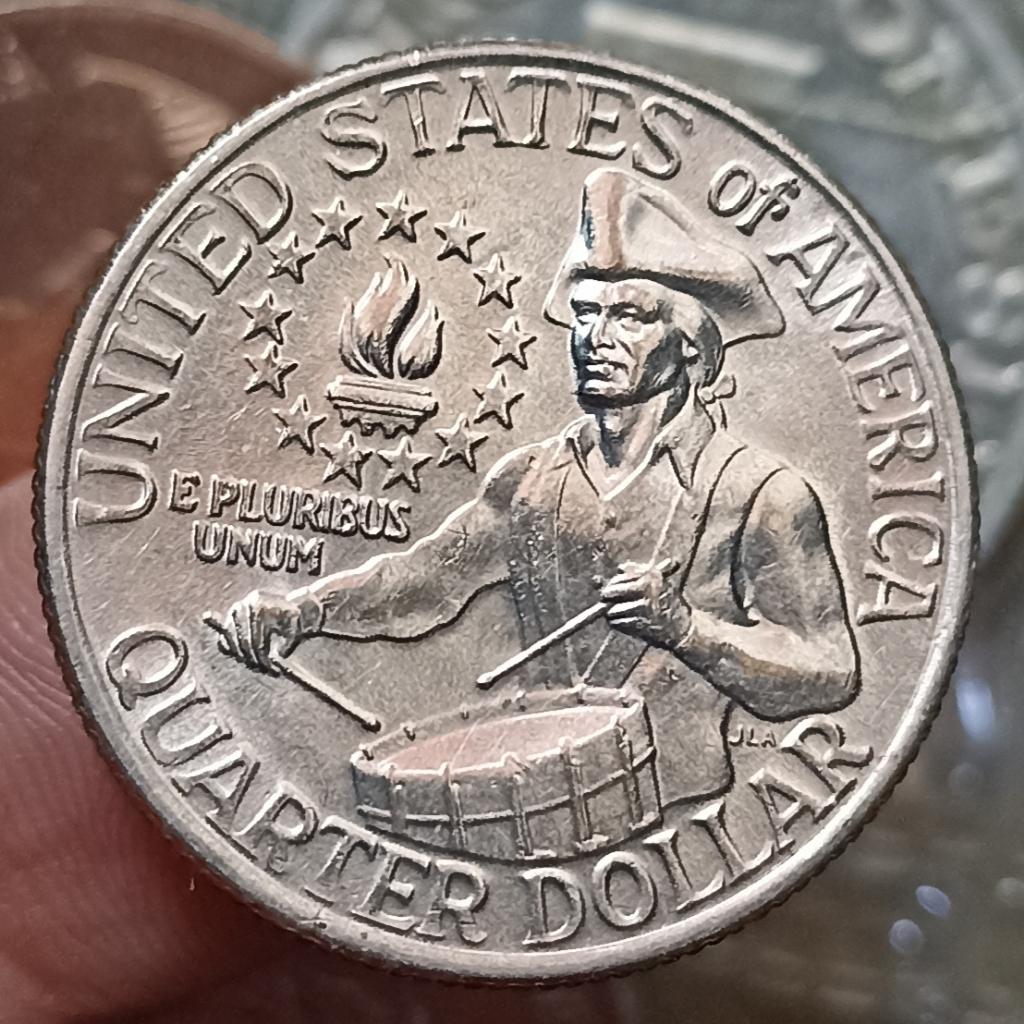 UNITED STATES of AMERICA
E PLURIBUS
UNUM
JLA
QUARTER DOLLAR